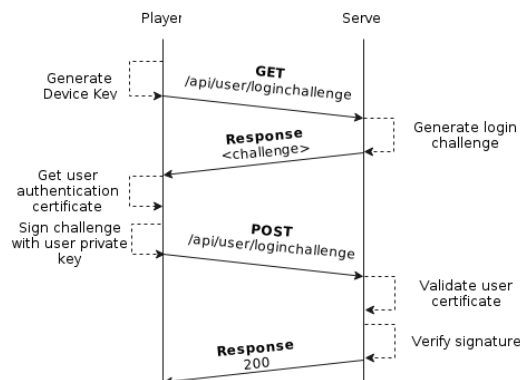 Player
Serve
Generate
Device Key
GET
/api/user/loginchallenge
Generate login
challenge
Response
<challenge>
Get user
authentication
certificate
Sign challenge
with user private
key
POST
/api/user/loginchallenge
Validate user
certificate
Verify signature
Response
200